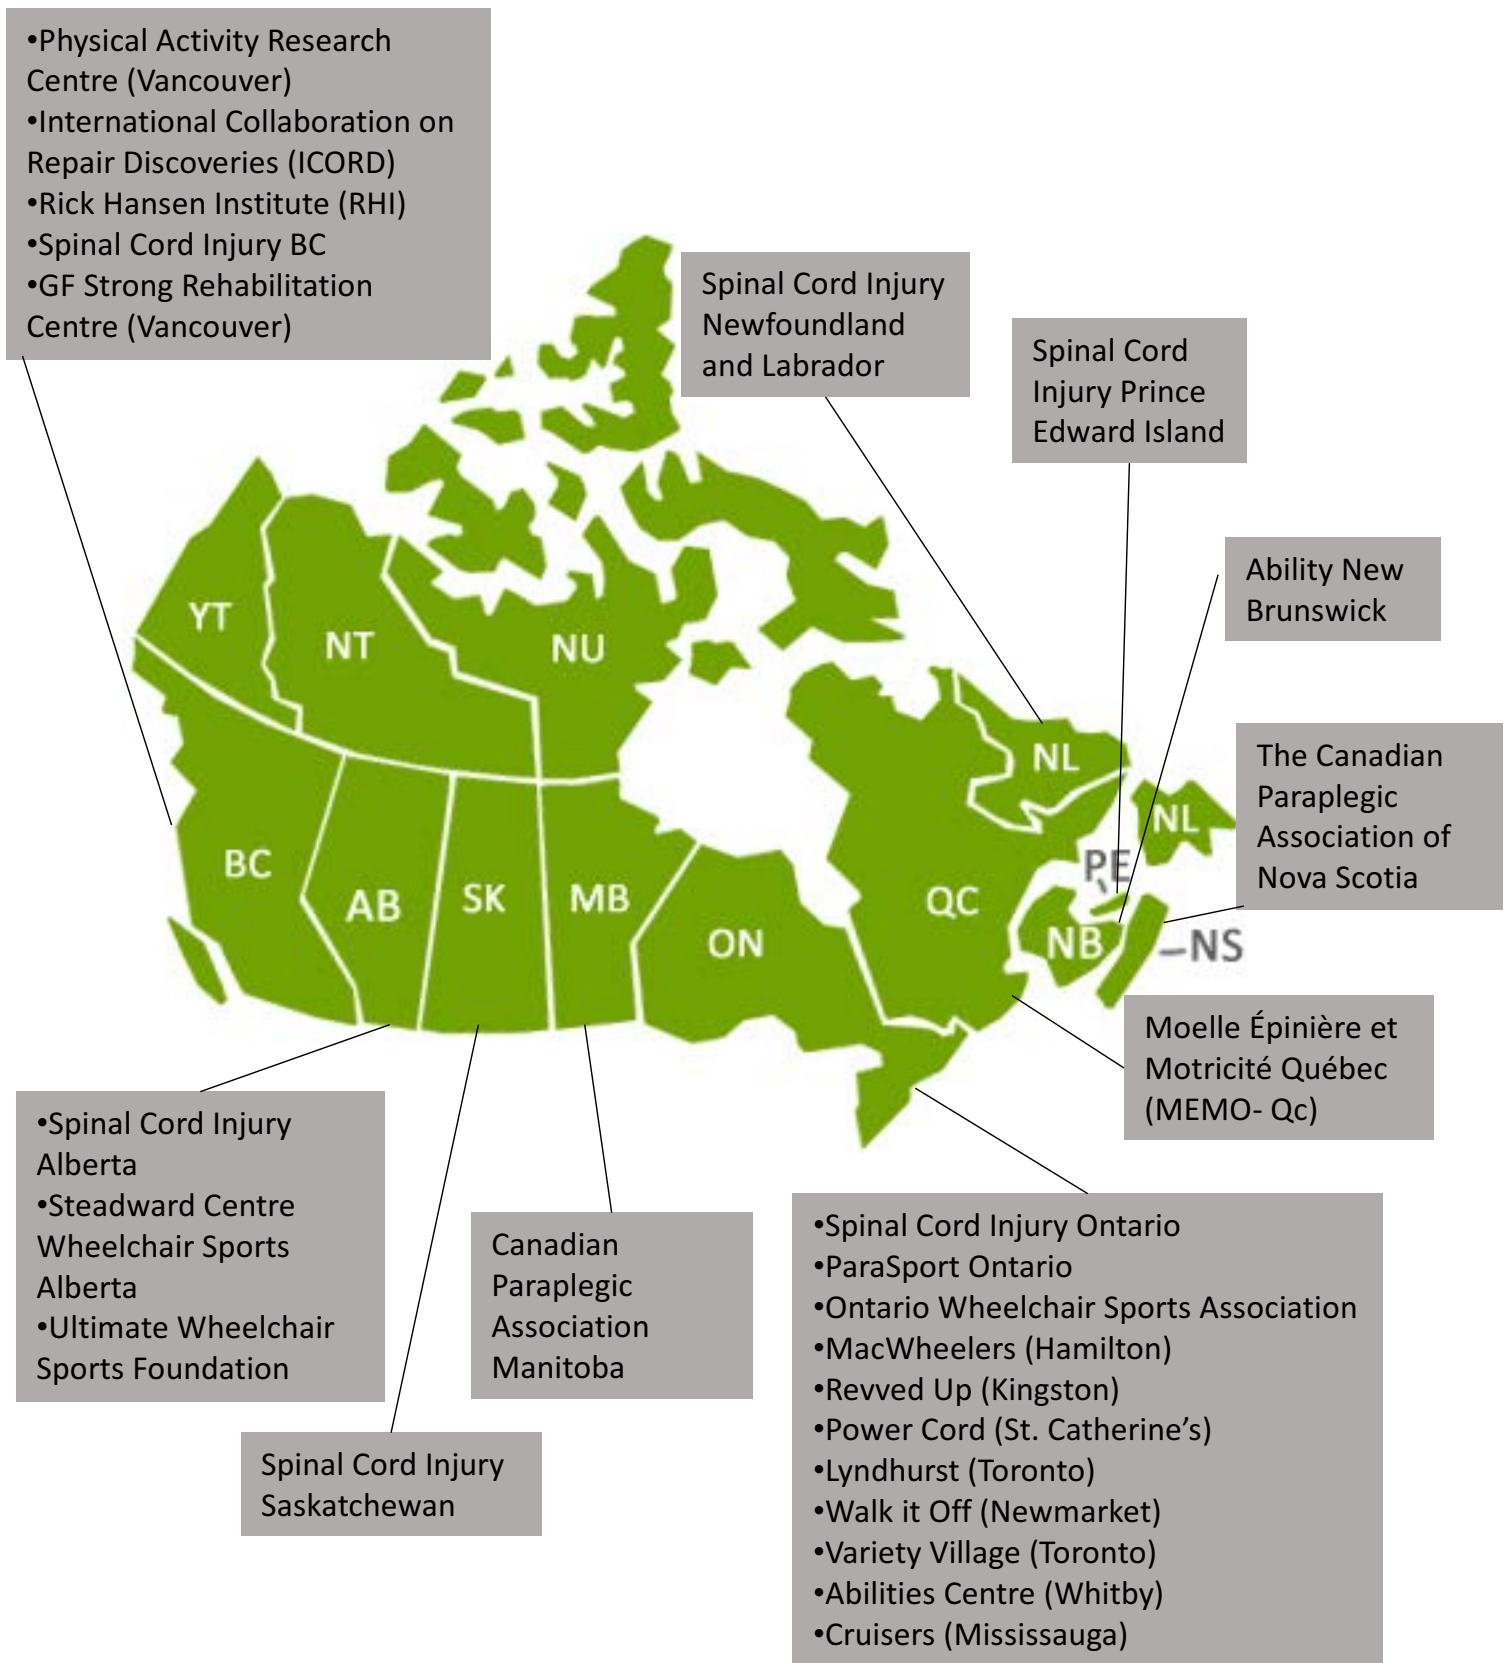 •Physical Activity Research
Centre (Vancouver)
•International Collaboration on
Repair Discoveries (ICORD)
•Rick Hansen Institute (RHI)
•Spinal Cord Injury BC
•GF Strong Rehabilitation
Centre (Vancouver)
Spinal Cord Injury
Newfoundland
and Labrador
Spinal Cord
Injury Prince
Edward Island
Ability New
Brunswick
The Canadian
Paraplegic
Association of
Nova Scotia
YT
NT
NU
NL
NL
PE
BC
AB
SK
MB
ON
QC
NB
NS
Moelle Épinière et
Motricité Québec
(MEMO- Qc)
•Spinal Cord Injury
Alberta
•Steadward Centre
Wheelchair Sports
Alberta
•Ultimate Wheelchair
Sports Foundation
Canadian
Paraplegic
Association
Manitoba
Spinal Cord Injury
Saskatchewan
•Spinal Cord Injury Ontario
•ParaSport Ontario
•Ontario Wheelchair Sports Association
•MacWheelers (Hamilton)
•Revved Up (Kingston)
•Power Cord (St. Catherine’s)
•Lyndhurst (Toronto)
•Walk it Off (Newmarket)
•Variety Village (Toronto)
•Abilities Centre (Whitby)
•Cruisers (Mississauga)